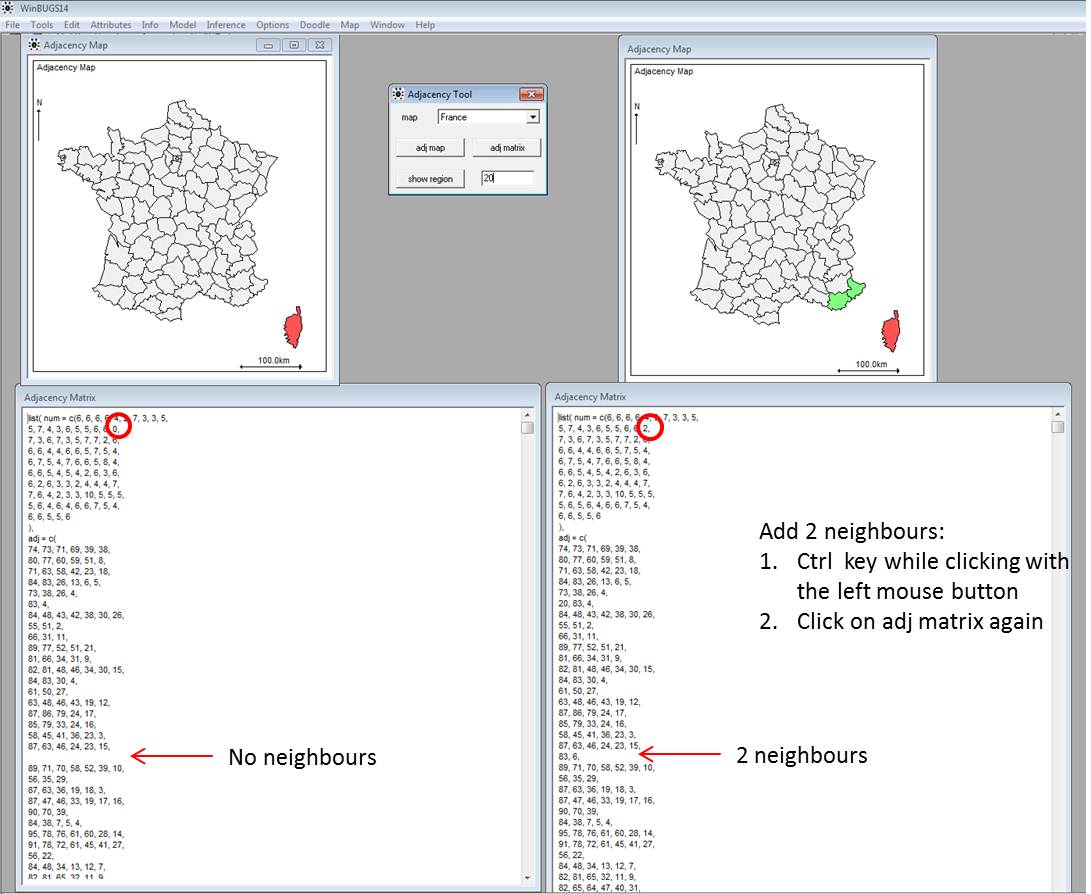 WinBUGS14
File Tools Edit Attributes Info Model Inference Options Doodle Map Window Help
Adjacency Map
Adjacency Map
N
100.0km
Adjacency Tool
map France
adj map adj matrix
show region 20
Adjacency Map
Adjacency Map
N
100.0km
Adjacency Matrix
list( num = c(6, 6, 6, 6, 4, 2, 7, 3, 3, 5,
5, 7, 4, 3, 6, 5, 5, 6, 6, 0,
7, 3, 6, 7, 3, 5, 7, 7, 2, 6,
6, 6, 4, 4, 6, 6, 5, 7, 5, 4,
6, 7, 5, 4, 7, 6, 6, 5, 8, 4,
6, 6, 5, 4, 5, 4, 2, 6, 3, 6,
6, 2, 6, 3, 3, 2, 4, 4, 4, 7,
7, 6, 4, 2, 3, 3, 10, 5, 5, 5,
5, 6, 4, 6, 4, 6, 6, 7, 5, 4,
6, 6, 5, 5, 6
),
adj = c(
74, 73, 71, 69, 39, 38,
80, 77, 60, 59, 51, 8,
71, 63, 58, 42, 23, 18,
84, 83, 26, 13, 6, 5,
73, 38, 26, 4,
83, 4,
84, 48, 43, 42, 38, 30, 26,
55, 51, 2,
66, 31, 11,
89, 77, 52, 51, 21,
81, 66, 34, 31, 9,
82, 81, 48, 46, 34, 30, 15,
84, 83, 30, 4,
61, 50, 27,
63, 48, 46, 43, 19, 12,
87, 86, 79, 24, 17,
85, 79, 33, 24, 16,
58, 45, 41, 36, 23, 3,
87, 63, 46, 24, 23, 15,
No neighbours
89, 71, 70, 58, 52, 39, 10,
56, 35, 29,
87, 63, 36, 19, 18, 3,
87, 47, 46, 33, 19, 17, 16,
90, 70, 39,
84, 38, 7, 5, 4,
95, 78, 76, 61, 60, 28, 14,
91, 78, 72, 61, 45, 41, 27,
56, 22,
84, 48, 34, 13, 12, 7,
82, 81, 65, 32, 11, 9,
Adjacency Matrix
list( num = c(6, 6, 6, 6, 4, 3, 7, 3, 3, 5,
5, 7, 4, 3, 6, 5, 5, 6, 6, 2,
7, 3, 6, 7, 3, 5, 7, 7, 2, 6,
6, 6, 4, 4, 6, 6, 5, 7, 5, 4,
6, 7, 5, 4, 7, 6, 6, 5, 8, 4,
6, 6, 5, 4, 5, 4, 2, 6, 3, 6,
6, 2, 6, 3, 3, 2, 4, 4, 4, 7,
7, 6, 4, 2, 3, 3, 10, 5, 5, 5,
5, 6, 5, 6, 4, 6, 6, 7, 5, 4,
6, 6, 5, 5, 6
),
adj = c(
74, 73, 71, 69, 39, 38,
80, 77, 60, 59, 51, 8,
71, 63, 58, 42, 23, 18,
84, 83, 26, 13, 6, 5,
73, 38, 26, 4,
20, 83, 4,
84, 48, 43, 42, 38, 30, 26,
55, 51, 2,
66, 31, 11,
89, 77, 52, 51, 21,
81, 66, 34, 31, 9,
82, 81, 48, 46, 34, 30, 15,
84, 83, 30, 4,
61, 50, 27,
63, 48, 46, 43, 19, 12,
87, 86, 79, 24, 17,
85, 79, 33, 24, 16,
58, 45, 41, 36, 23, 3,
87, 63, 46, 24, 23, 15,
83, 6,
89, 71, 70, 58, 52, 39, 10,
56, 35, 29,
87, 63, 36, 19, 18, 3,
87, 47, 46, 33, 19, 17, 16,
90, 70, 39,
84, 38, 7, 5, 4,
95, 78, 76, 61, 60, 28, 14,
91, 78, 72, 61, 45, 41, 27,
56, 22,
84, 48, 34, 13, 12, 7,
82, 81, 65, 32, 11, 9,
82, 65, 64, 47, 40, 31,
Add 2 neighbours:
1. Ctrl key while clicking with
the left mouse button
2. Click on adj matrix again
2 neighbours